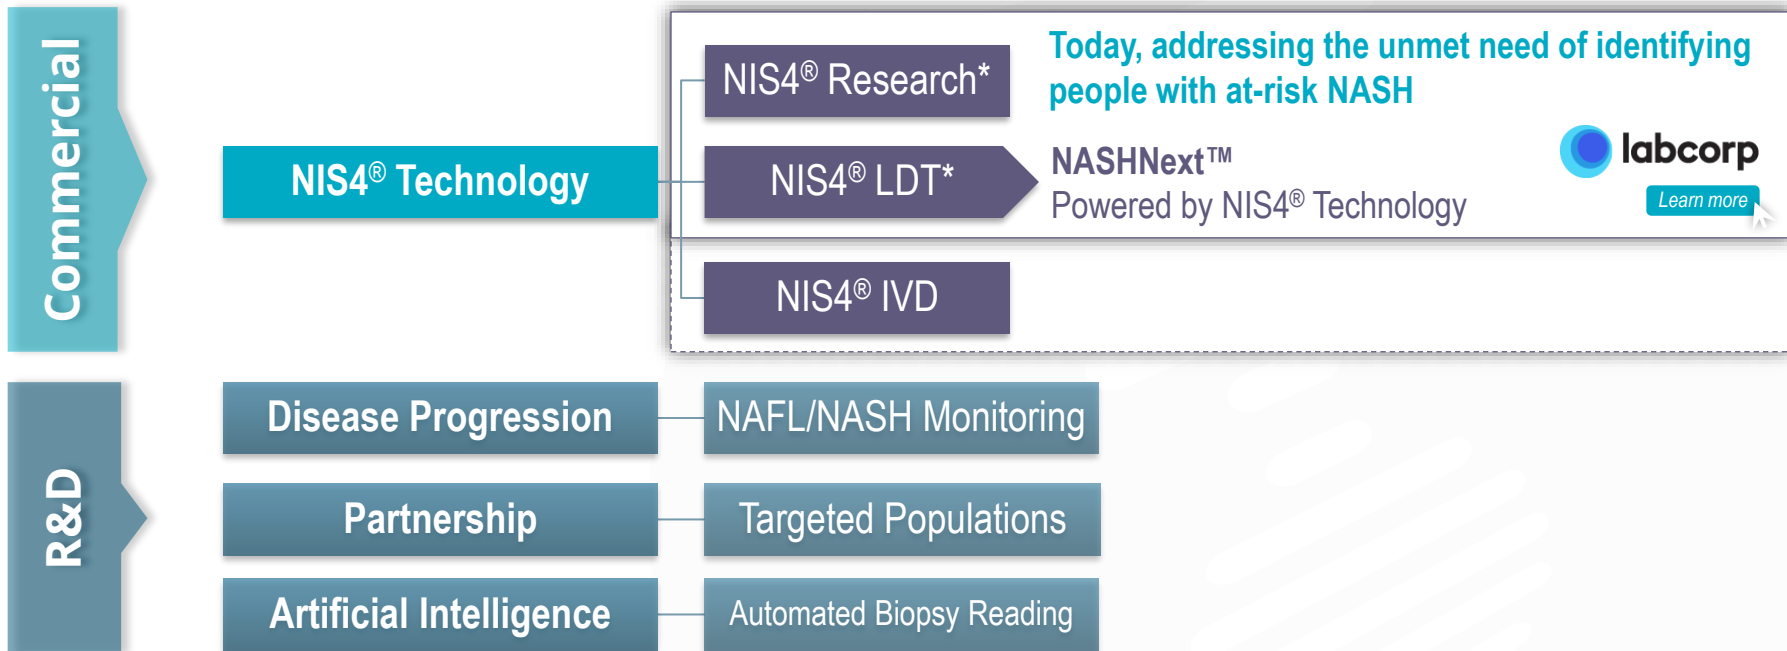 Commercial
NIS4® Technology
NIS4® Research*
NIS4® LDT*
NIS4® IVD
Today, addressing the unmet need of identifying
people with at-risk NASH
NASHNext™
Powered by NIS4® Technology
labcorp
Learn more
R&D
Disease Progression
NAFL/NASH Monitoring
Partnership
Targeted Populations
Artificial Intelligence
Automated Biopsy Reading